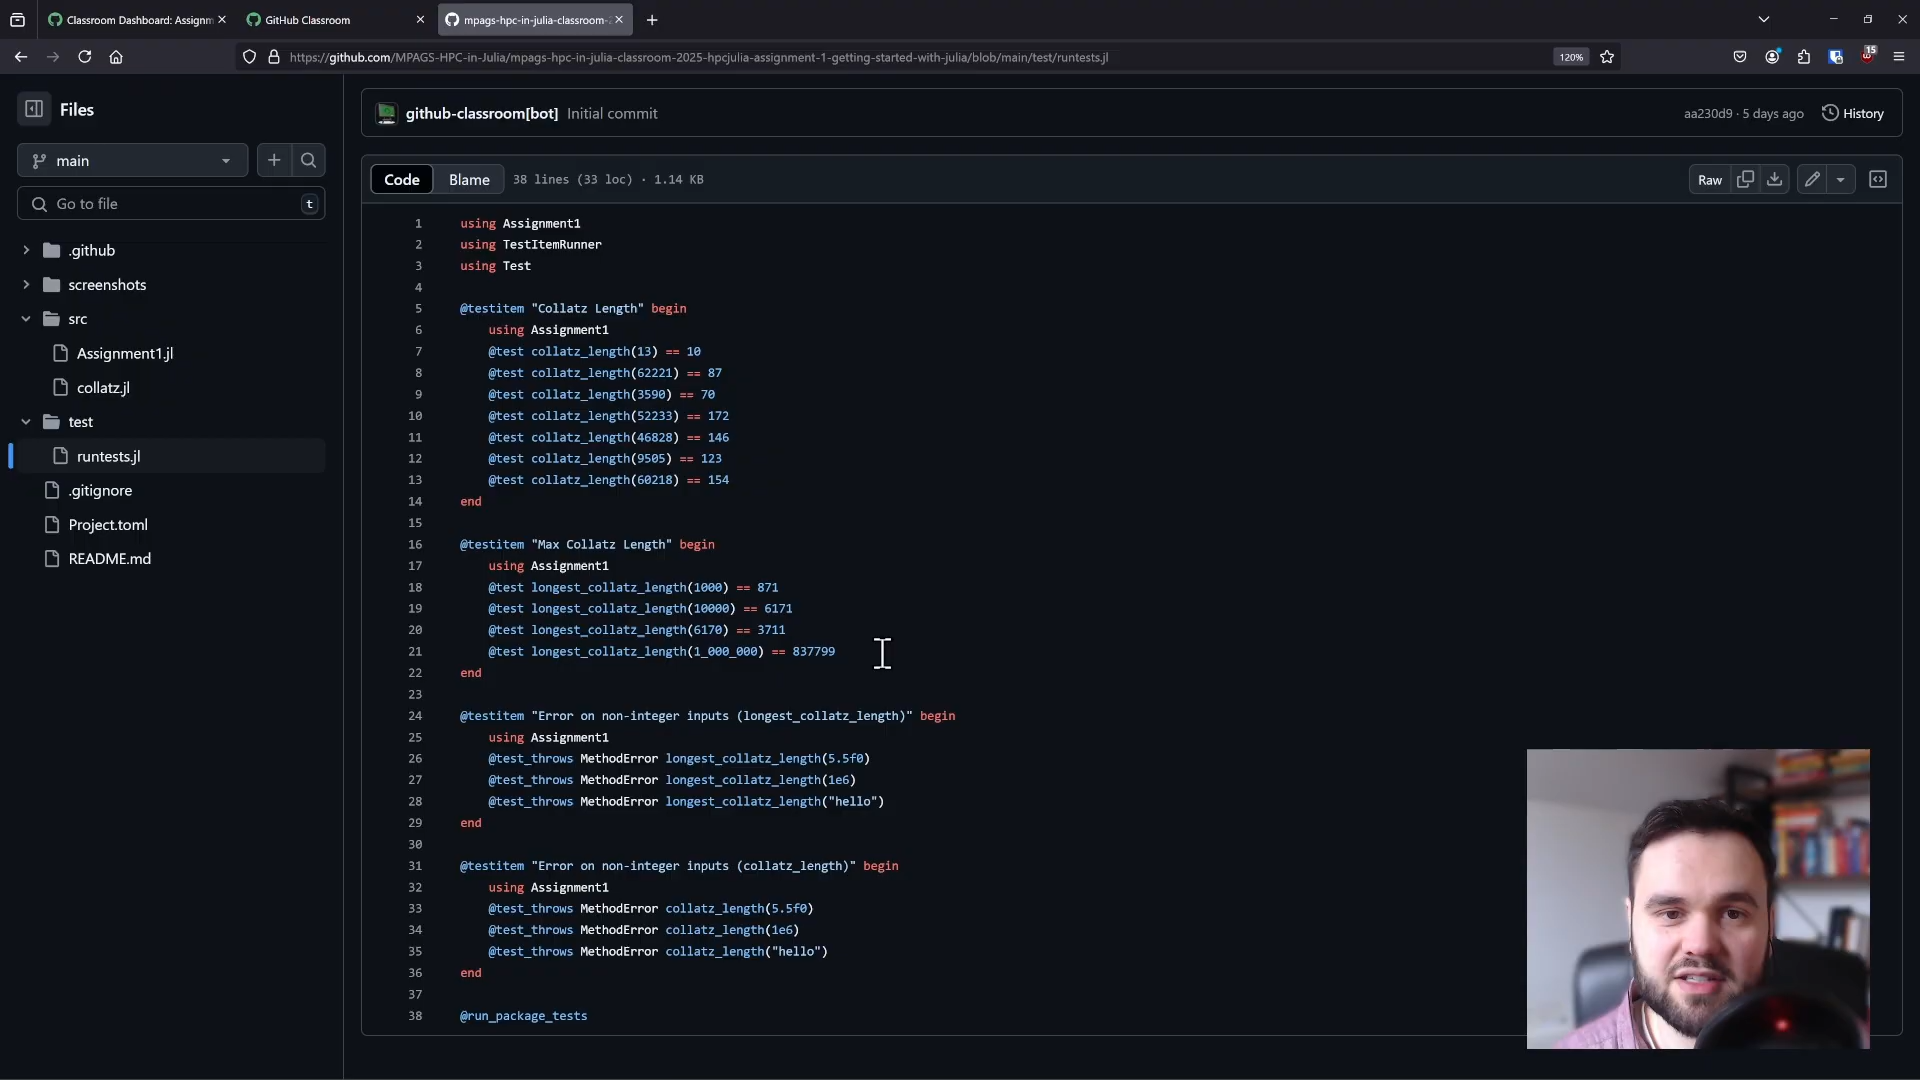 Classroom Dashboard: Assignm
GitHub Classroom
mpags-hpc-in-julia-classroom-
https://github.com/MPAGS-HPC-in-Julia/mpags-hpc-in-julia-classroom-2025-hpcjulia-assignment-1-getting-started-with-julia/blob/main/test/runtests.jl
120%
15
Files
main
Go to file
t
.github
screenshots
src
Assignment1.jl
collatz.jl
test
runtests.jl
.gitignore
Project.toml
README.md
github-classroom[bot] Initial commit
aa230d9 · 5 days ago
History
Code
Blame
38 lines (33 loc) · 1.14 KB
Raw
1 using Assignment1
2 using TestItemRunner
3 using Test
4
5 @testitem "Collatz Length" begin
6 using Assignment1
7 @test collatz_length(13) == 10
8 @test collatz_length(62221) == 87
9 @test collatz_length(3590) == 70
10 @test collatz_length(52233) == 172
11 @test collatz_length(46828) == 146
12 @test collatz_length(9505) == 123
13 @test collatz_length(60218) == 154
14 end
15
16 @testitem "Max Collatz Length" begin
17 using Assignment1
18 @test longest_collatz_length(1000) == 871
19 @test longest_collatz_length(10000) == 6171
20 @test longest_collatz_length(6170) == 3711
21 @test longest_collatz_length(1_000_000) == 837799
22 end
23
24 @testitem "Error on non-integer inputs (longest_collatz_length)" begin
25 using Assignment1
26 @test_throws MethodError longest_collatz_length(5.5f0)
27 @test_throws MethodError longest_collatz_length(1e6)
28 @test_throws MethodError longest_collatz_length("hello")
29 end
30
31 @testitem "Error on non-integer inputs (collatz_length)" begin
32 using Assignment1
33 @test_throws MethodError collatz_length(5.5f0)
34 @test_throws MethodError collatz_length(1e6)
35 @test_throws MethodError collatz_length("hello")
36 end
37
38 @run_package_tests